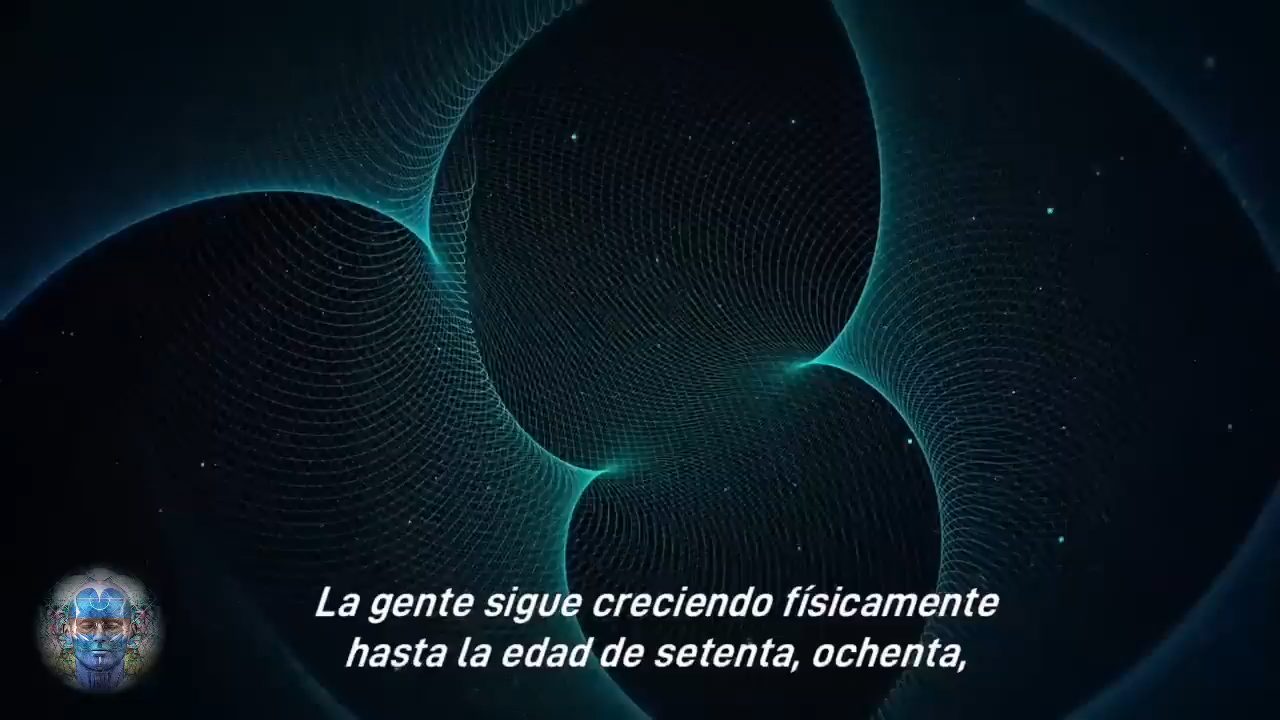 La gente sigue creciendo físicamente
hasta la edad de setenta, ochenta,